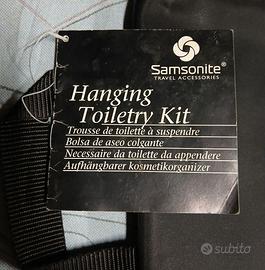 Samsonite®
TRAVEL ACCESSORIES
Hanging
Toiletry Kit
Trousse de toilette à suspendre
Bolsa de aseo colgante
Necessaire da toilette da appendere
Aufhängbarer kosmetikorganizer
subito